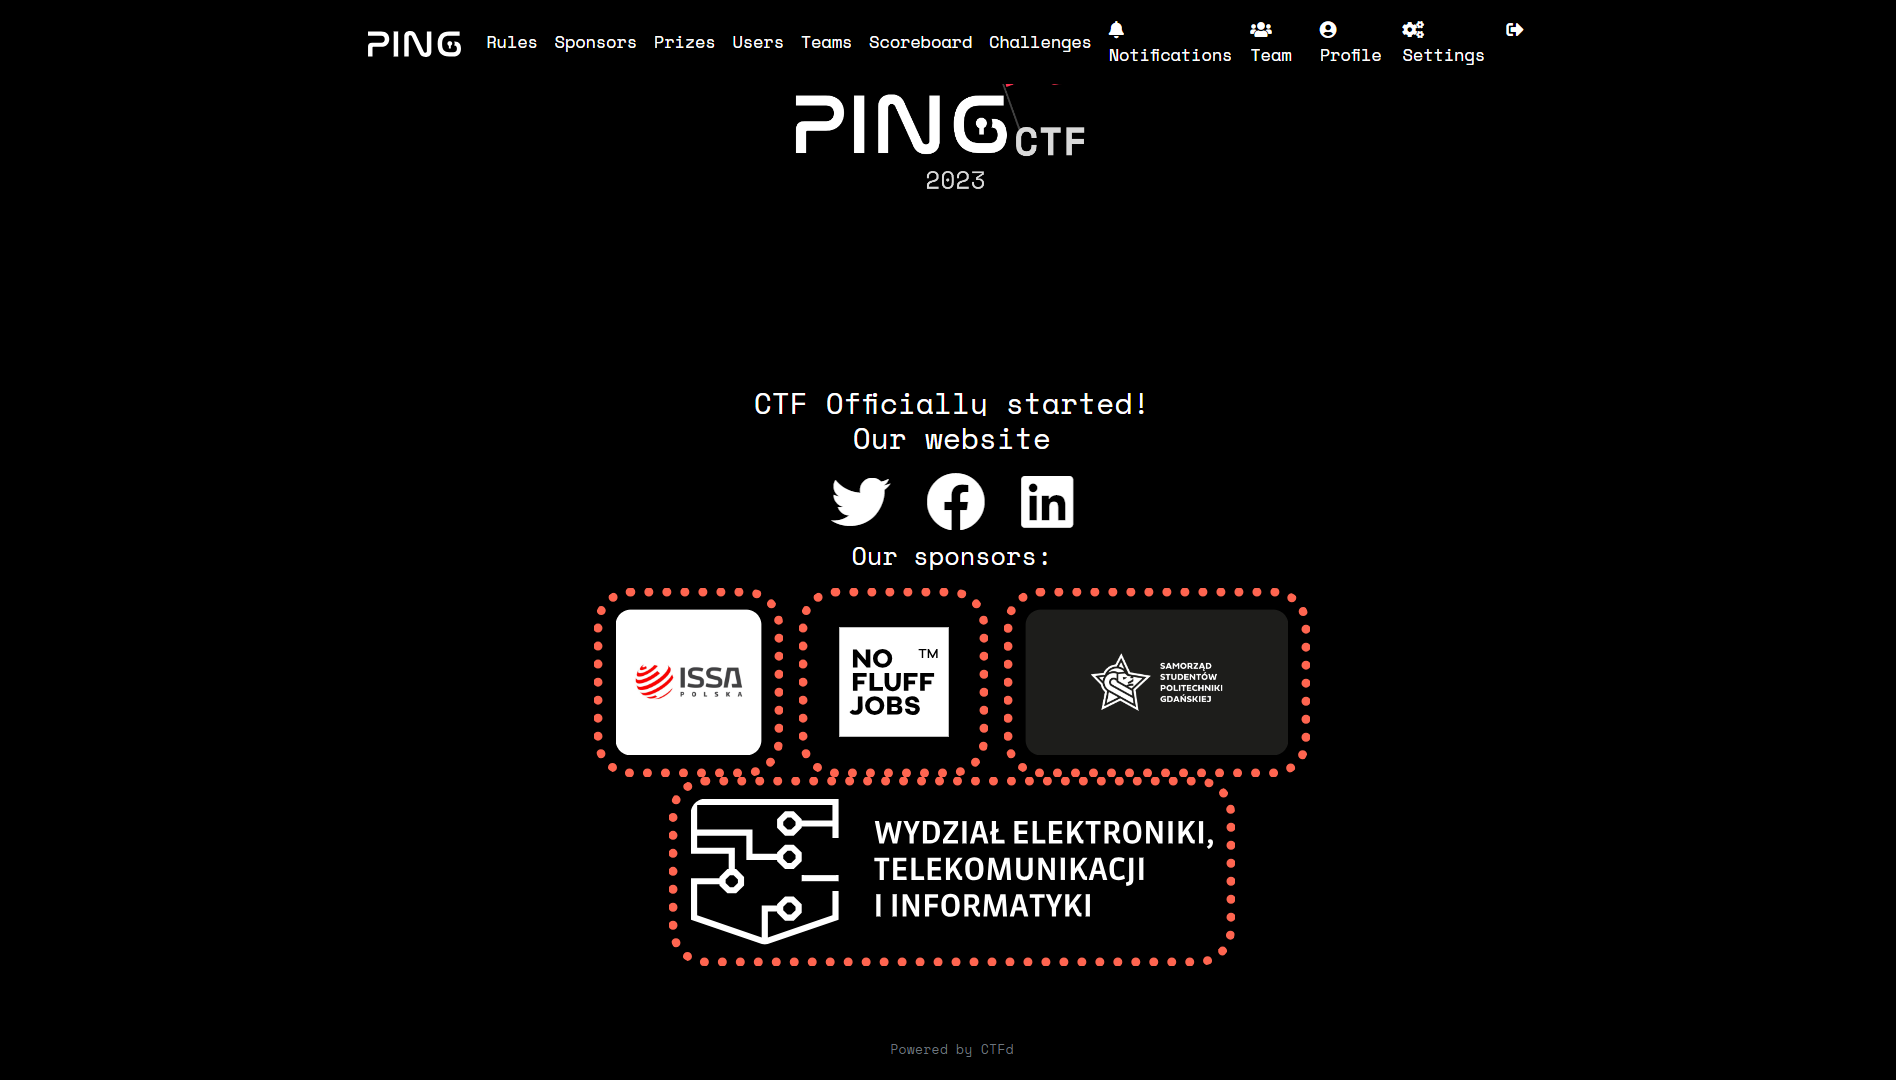 PING Rules Sponsors Prizes Users Teams Scoreboard Challenges Notifications Team Profile Settings
PING CTF
2023
CTF Officially started!
Our website
Our sponsors:
ISSA
POLSKA
NO TM
FLUFF
JOBS
SAMORZĄD
STUDENTÓW
POLITECHNIKI
GDAŃSKIEJ
WYDZIAŁ ELEKTRONIKI,
TELEKOMUNIKACJI
I INFORMATYKI
Powered by CTFd